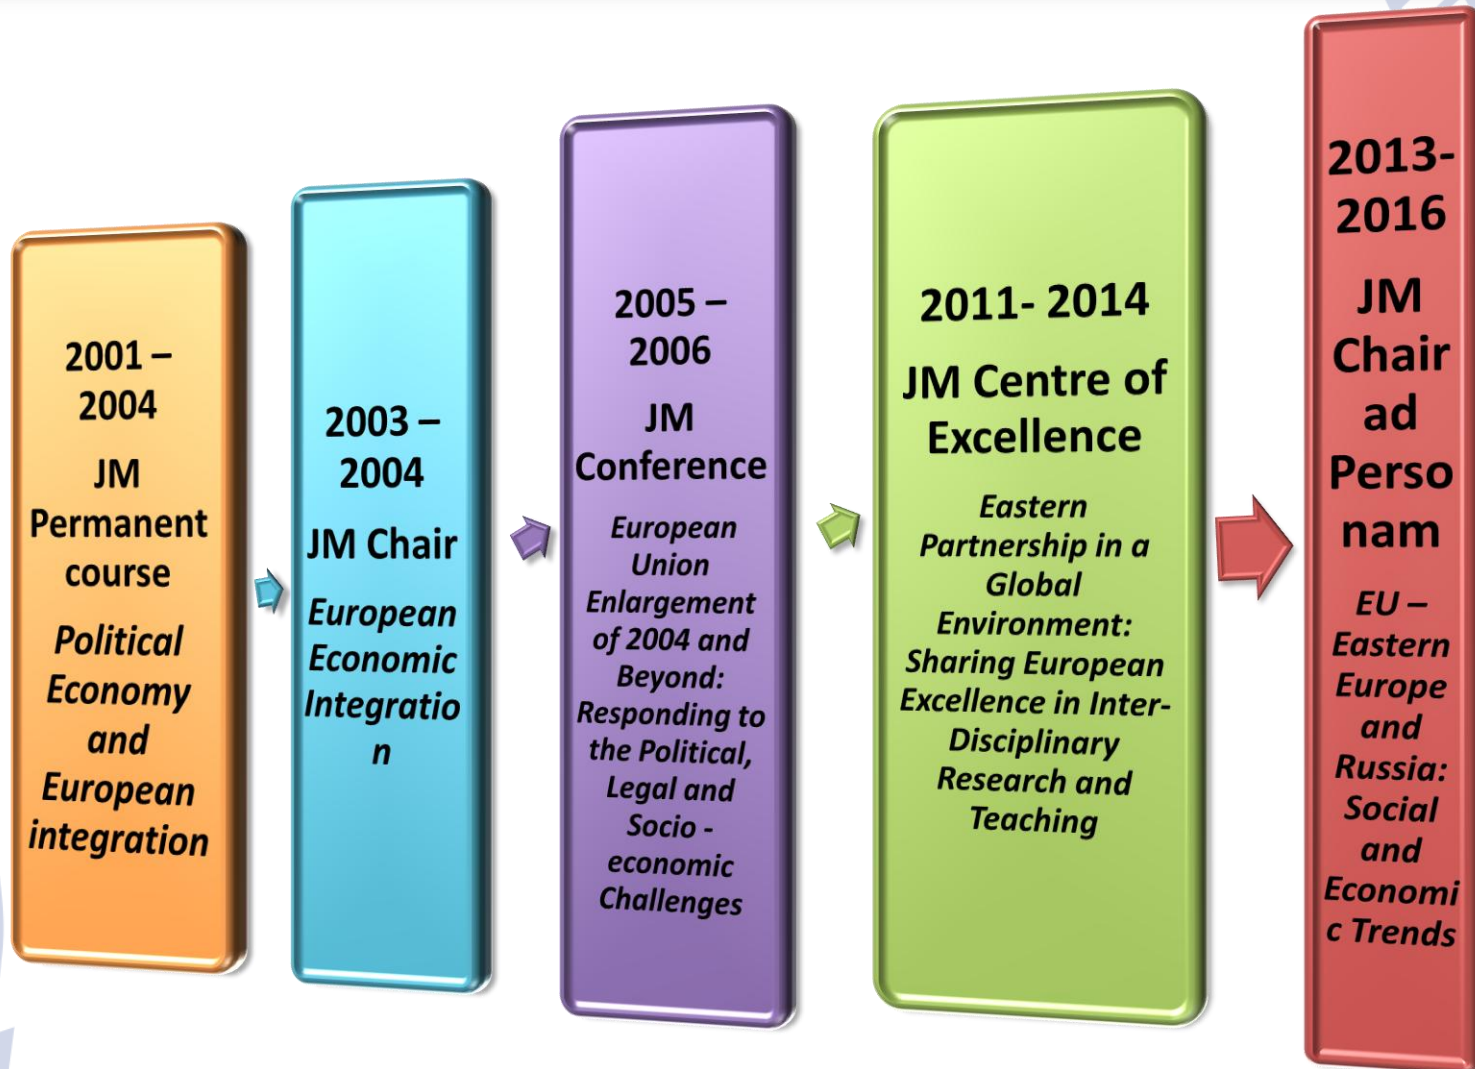 2001 –
2004
JM
Permanent
course
Political
Economy
and
European
integration
2003 –
2004
JM Chair
European
Economic
Integratio
n
2005 –
2006
JM
Conference
European
Union
Enlargement
of 2004 and
Beyond:
Responding to
the Political,
Legal and
Socio -
economic
Challenges
2011- 2014
JM Centre of
Excellence
Eastern
Partnership in a
Global
Environment:
Sharing European
Excellence in Inter-
Disciplinary
Research and
Teaching
2013-
2016
JM
Chair
ad
Perso
nam
EU –
Eastern
Europe
and
Russia:
Social
and
Economi
c Trends